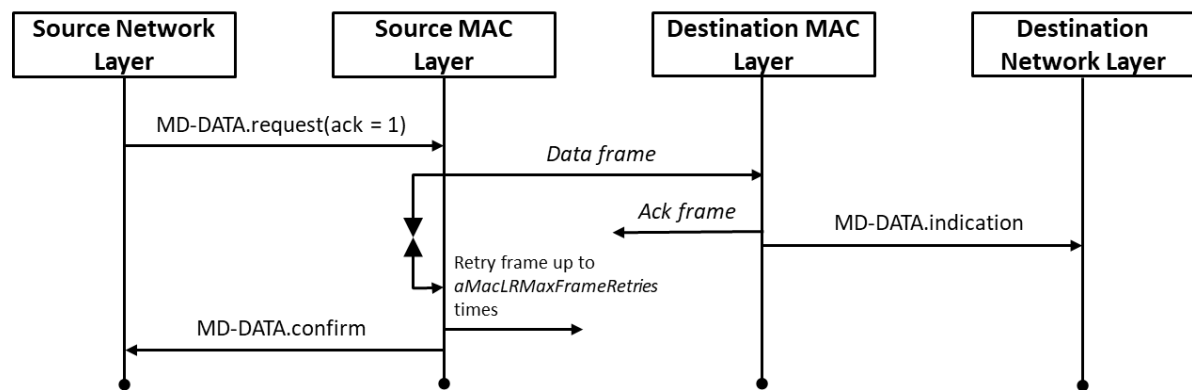 Source Network
Layer
Source MAC
Layer
Destination MAC
Layer
Destination
Network Layer
MD-DATA.request(ack = 1)
Data frame
Ack frame
MD-DATA.indication
Retry frame up to
aMacLRMaxFrameRetries
times
MD-DATA.confirm